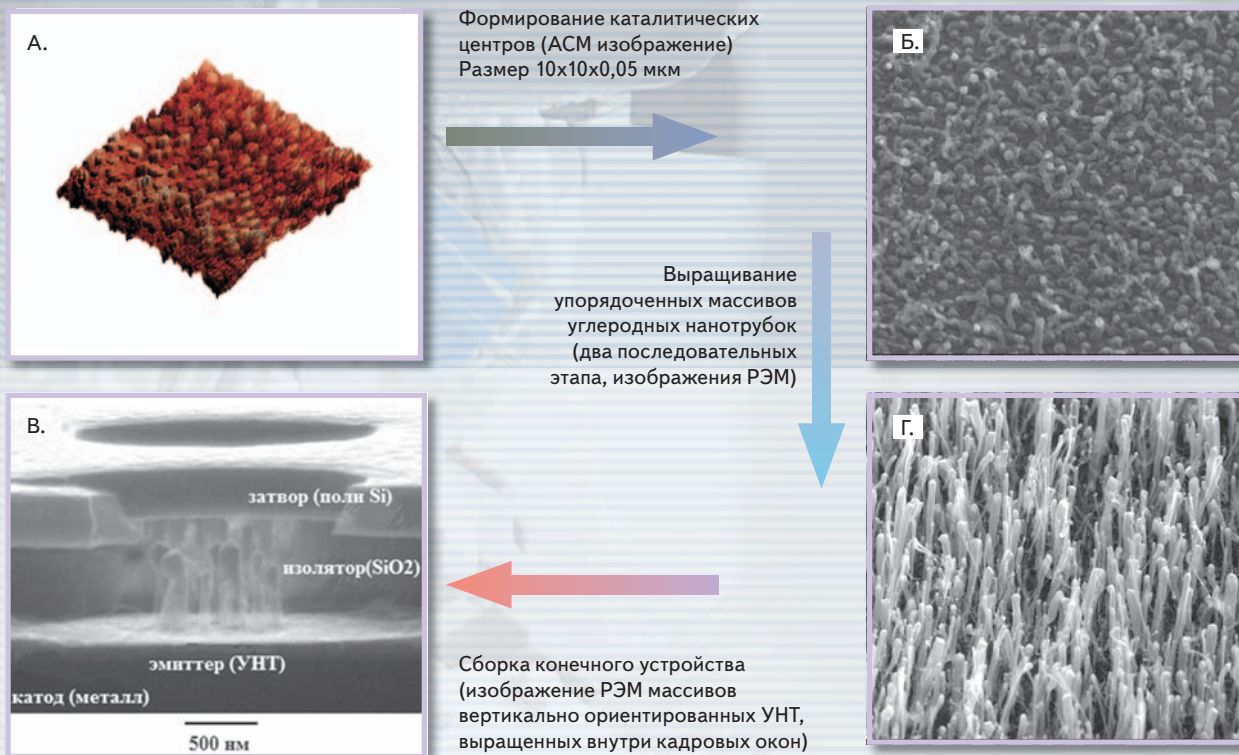 А.
Формирование каталитических
центров (АСМ изображение)
Размер 10х10х0,05 мкм
Б.
Выращивание
упорядоченных массивов
углеродных нанотрубок
(два последовательных
этапа, изображения РЭМ)
В.
затвор (поли Si)
изолятор(SiO2)
эмиттер (УНТ)
катод (металл)
500 нм
Г.
Сборка конечного устройства
(изображение РЭМ массивов
вертикально ориентированных УНТ,
выращенных внутри кадровых окон)